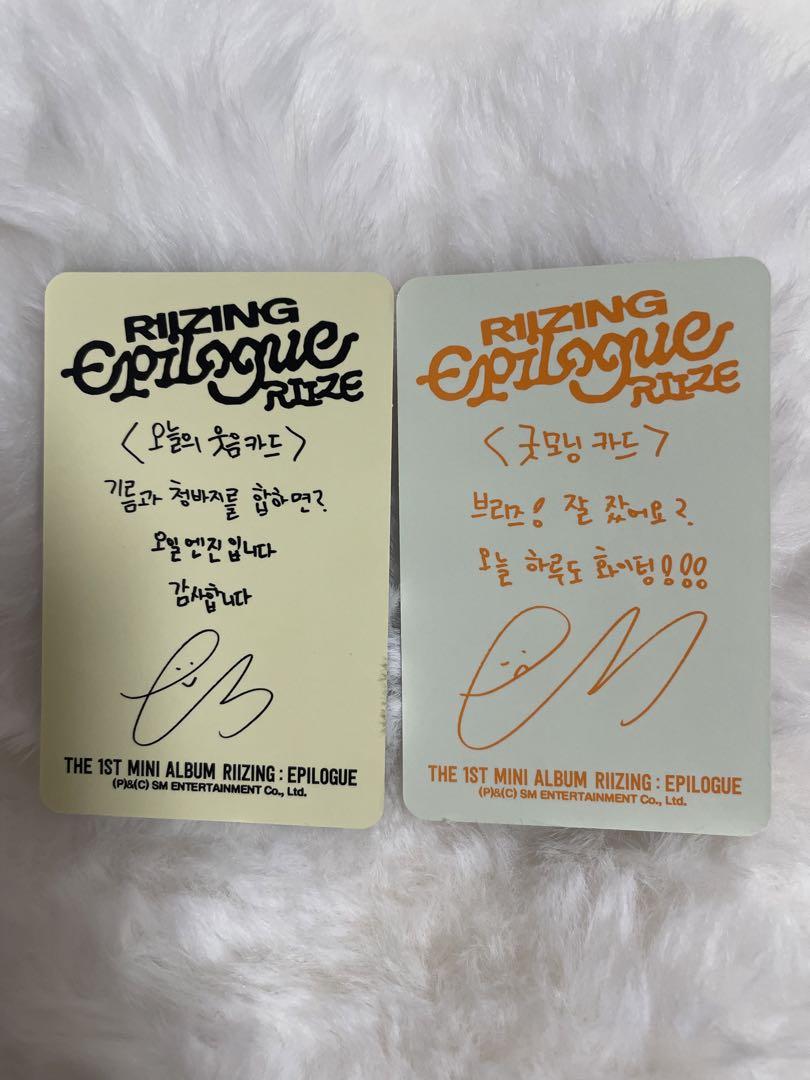 RIIZING
Epilogue
RIIZE
<오늘의 웃음카드>
기름과 청바지를 합하면?
오일엔진입니다
감사합니다
THE 1ST MINI ALBUM RIIZING : EPILOGUE
(P)&(C) SM ENTERTAINMENT Co., Ltd.
RIIZING
Epilogue
RIIZE
<굿모닝 카드>
브리즈! 잘 잤어요?
오늘 하루도 화이팅!!!
THE 1ST MINI ALBUM RIIZING : EPILOGUE
(P)&(C) SM ENTERTAINMENT Co., Ltd.